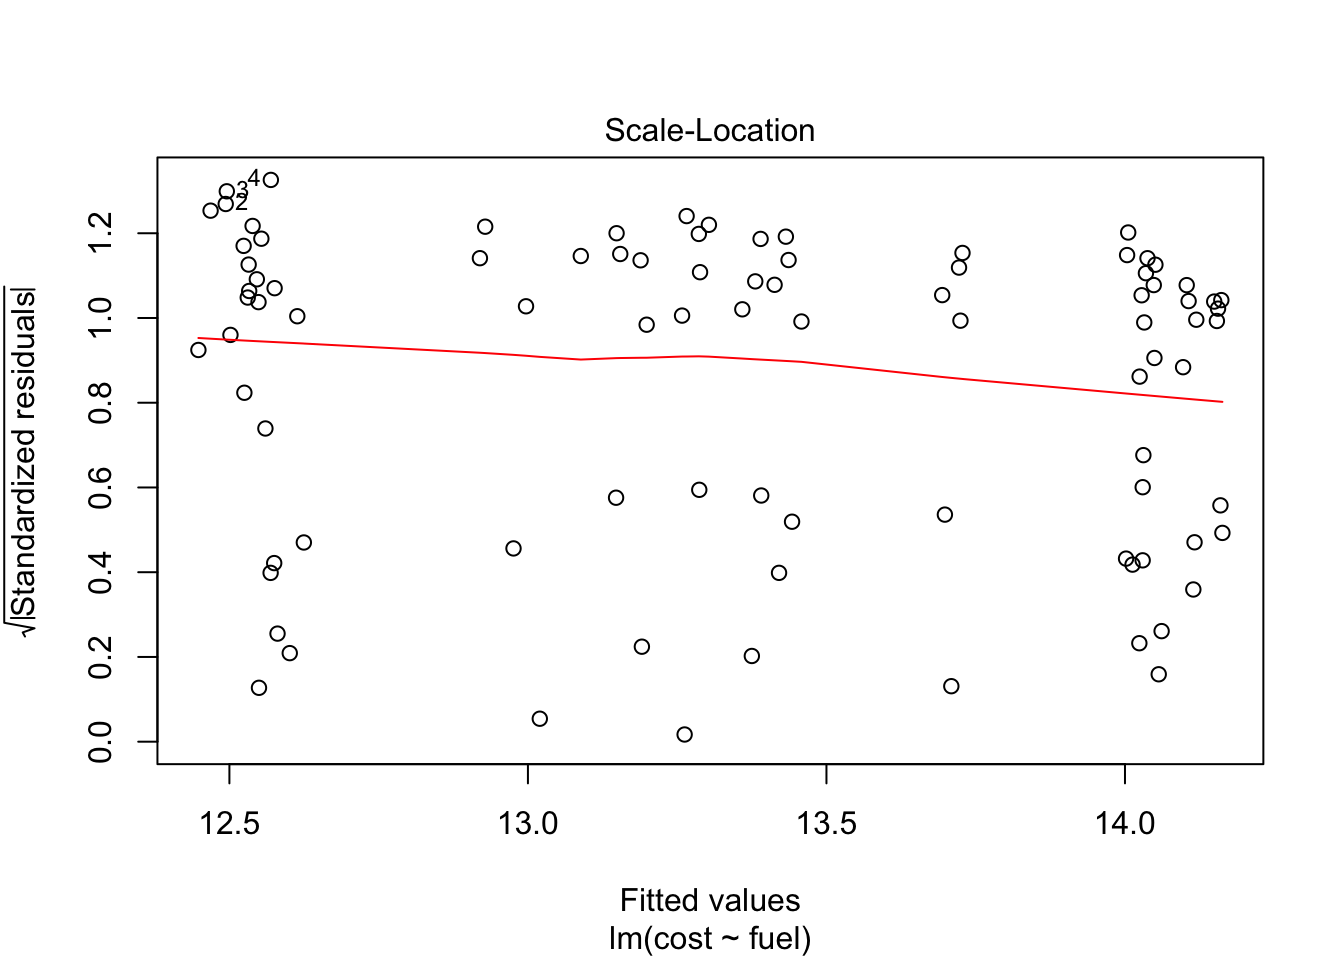 Scale-Location
√|Standardized residuals|
1.2
1.0
0.8
0.6
0.4
0.2
0.0
4
3
2
12.5 13.0 13.5 14.0
Fitted values
lm(cost ~ fuel)